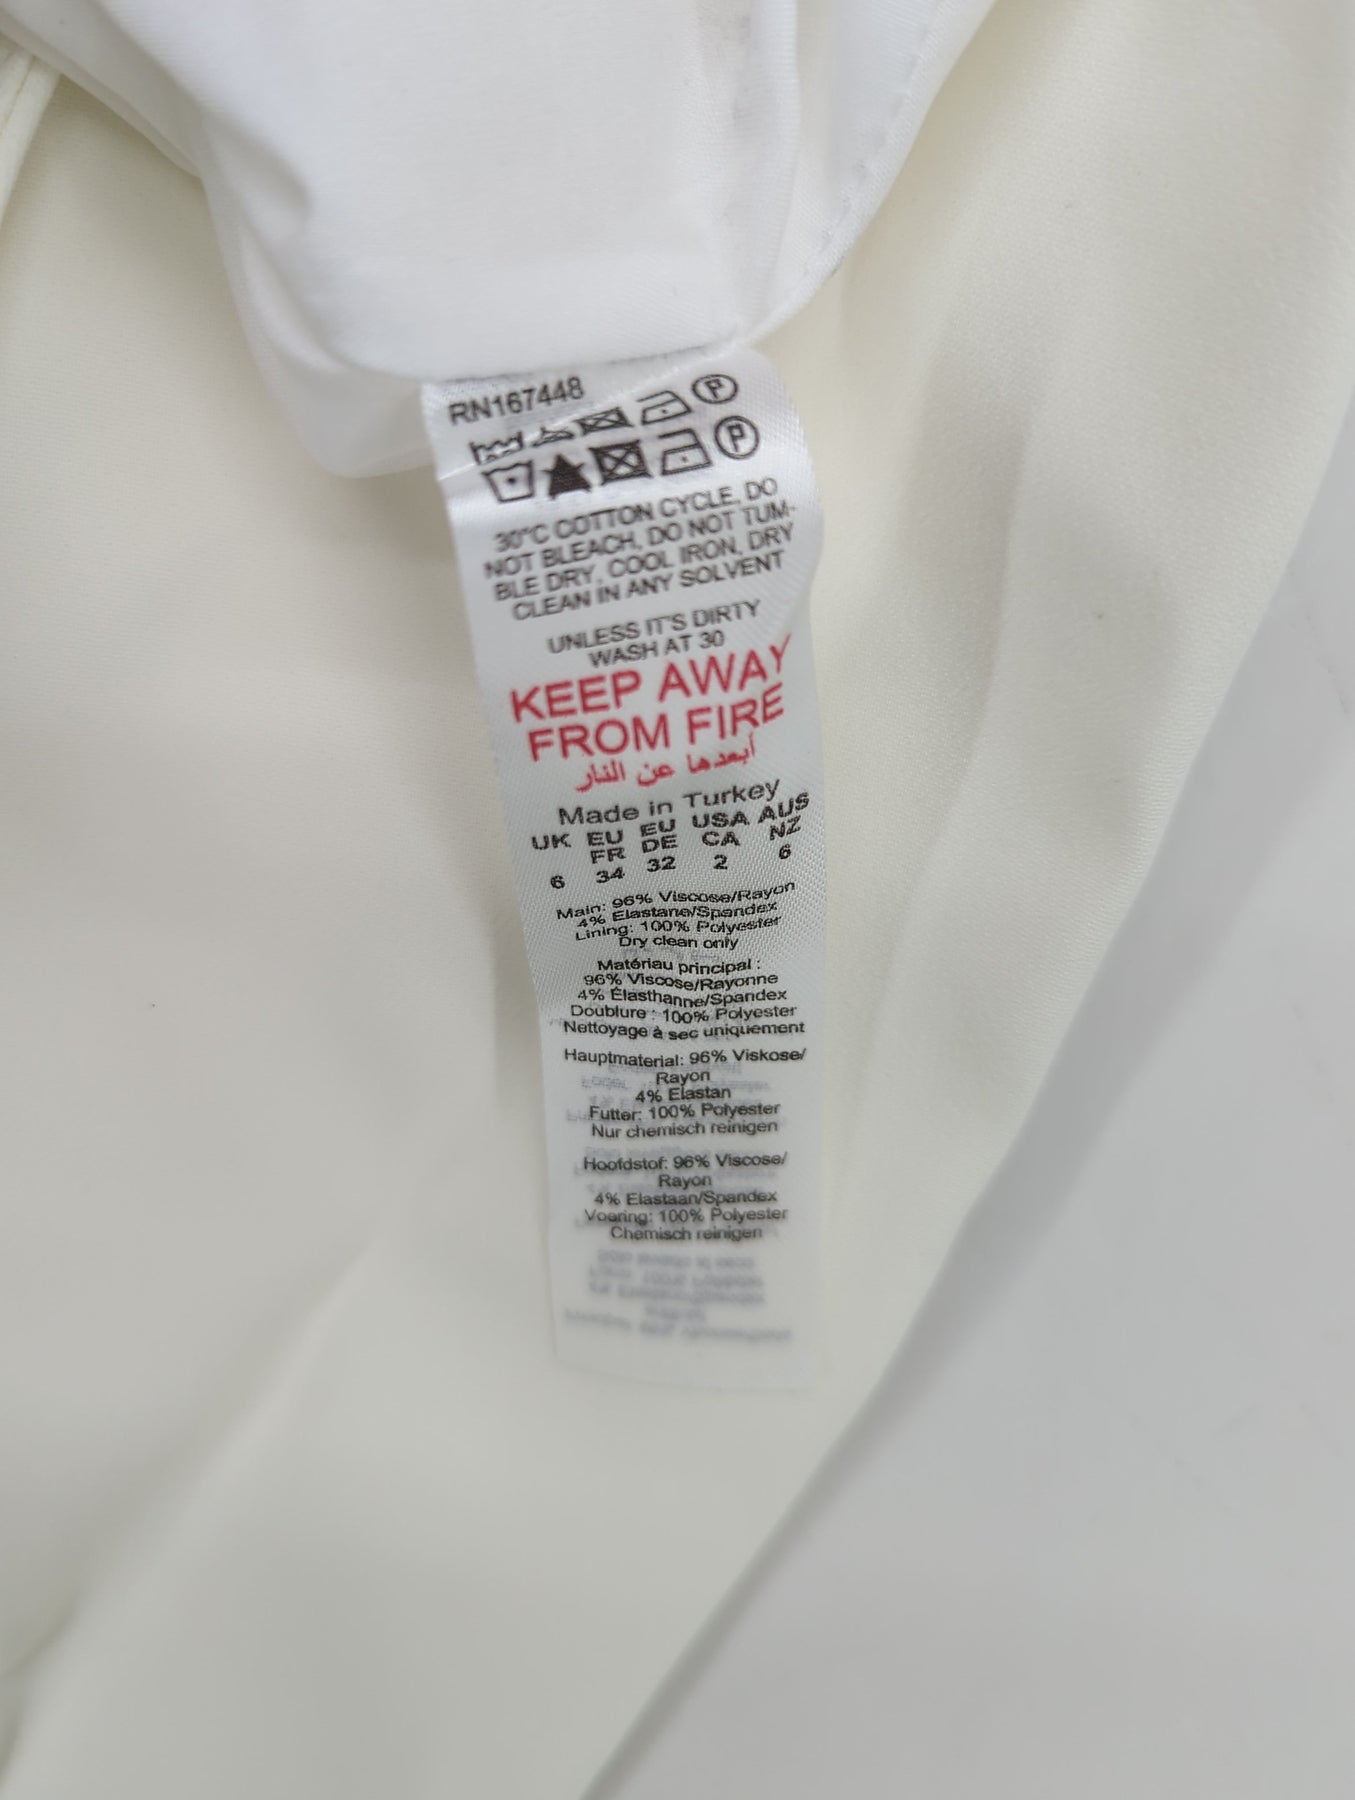 RN167448
P
P
30°C COTTON CYCLE, DO
NOT BLEACH, DO NOT TUM-
BLE DRY, COOL IRON, DRY
CLEAN IN ANY SOLVENT
UNLESS IT'S DIRTY
WASH AT 30
KEEP AWAY
FROM FIRE
أبعدها عن النار
Made in Turkey
UK EU EU USA AUS
FR DE CA NZ
6 34 32 2 6
Main: 96% Viscose/Rayon
4% Elastane/Spandex
Lining: 100% Polyester
Dry clean only
Matériau principal :
96% Viscose/Rayonne
4% Élasthanne/Spandex
Doublure : 100% Polyester
Nettoyage à sec uniquement
Hauptmaterial: 96% Viskose/
Rayon
4% Elastan
Futter: 100% Polyester
Nur chemisch reinigen
Hoofdstof: 96% Viscose/
Rayon
4% Elastaan/Spandex
Voering: 100% Polyester
Chemisch reinigen